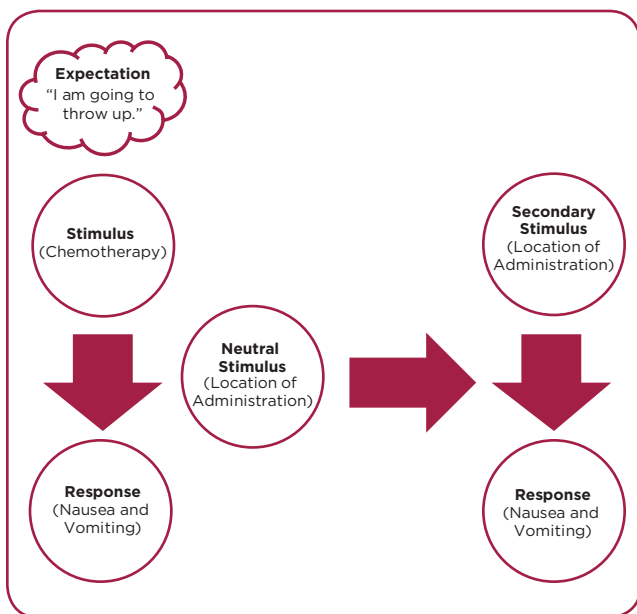 Expectation
“I am going to
throw up.”
Stimulus
(Chemotherapy)
Secondary
Stimulus
(Location of
Administration)
Neutral
Stimulus
(Location of
Administration)
Response
(Nausea and
Vomiting)
Response
(Nausea and
Vomiting)